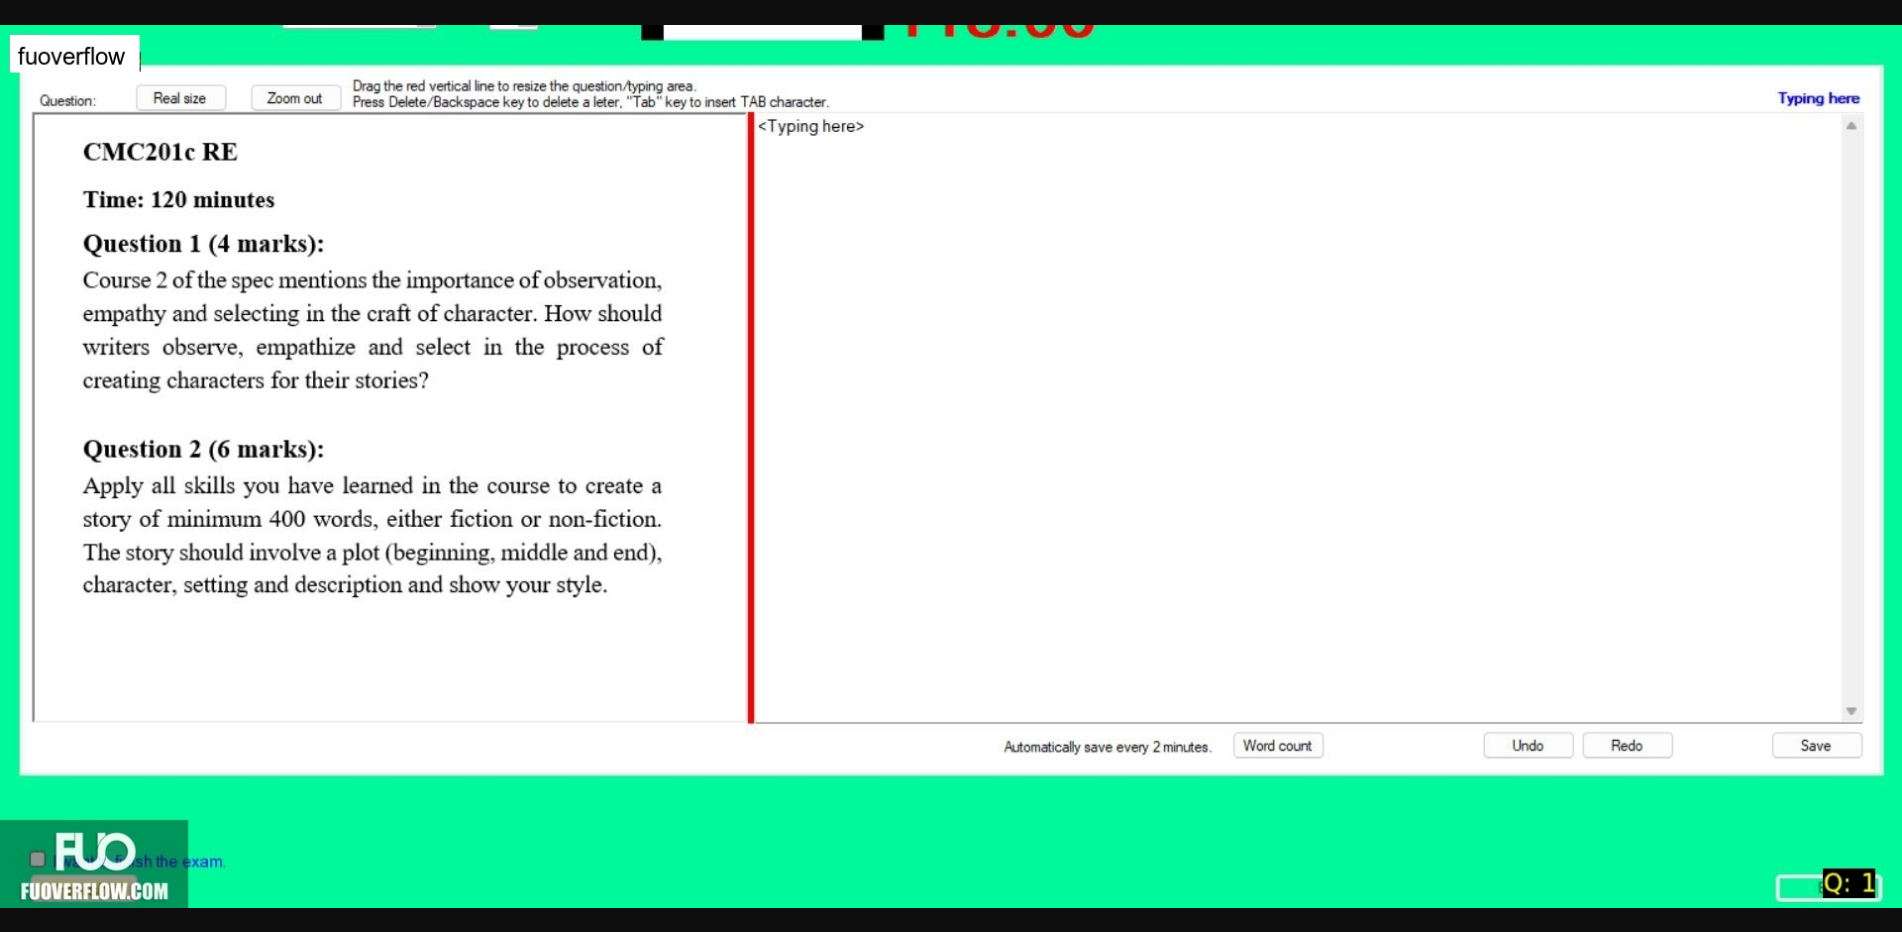 fuoverflow
Drag the red vertical line to resize the question/typing area.
Question:
Real size
Zoom out
Press Delete/Backspace key to delete a leter, "Tab" key to insert TAB character.
Typing here
CMC201c RE
Time: 120 minutes
Question 1 (4 marks):
Course 2 of the spec mentions the importance of observation,
empathy and selecting in the craft of character. How should
writers observe, empathize and select in the process of
creating characters for their stories?
Question 2 (6 marks):
Apply all skills you have learned in the course to create a
story of minimum 400 words, either fiction or non-fiction.
The story should involve a plot (beginning, middle and end),
character, setting and description and show your style.
<Typing here>
Automatically save every 2 minutes.
Word count
Undo
Redo
Save
FUO
the exam.
FUOVERFLOW.COM
Q: 1